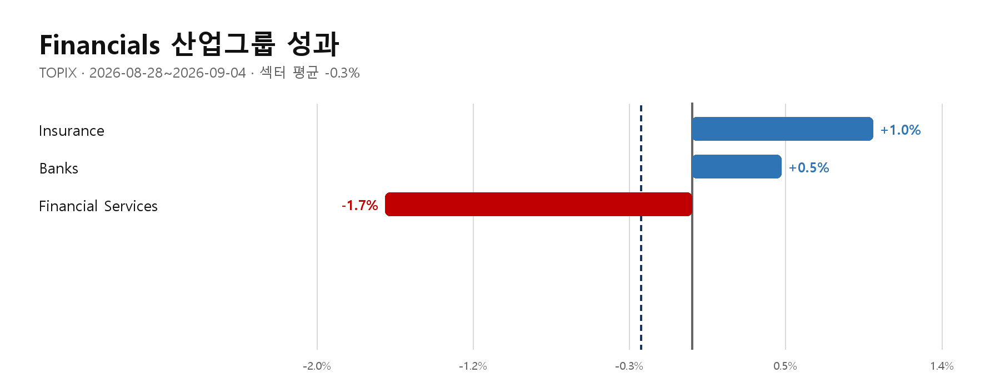 Financials 산업그룹 성과
TOPIX · 2026-08-28~2026-09-04 · 섹터 평균 -0.3%
Insurance +1.0%
Banks +0.5%
Financial Services -1.7%
-2.0% -1.2% -0.3% 0.5% 1.4%